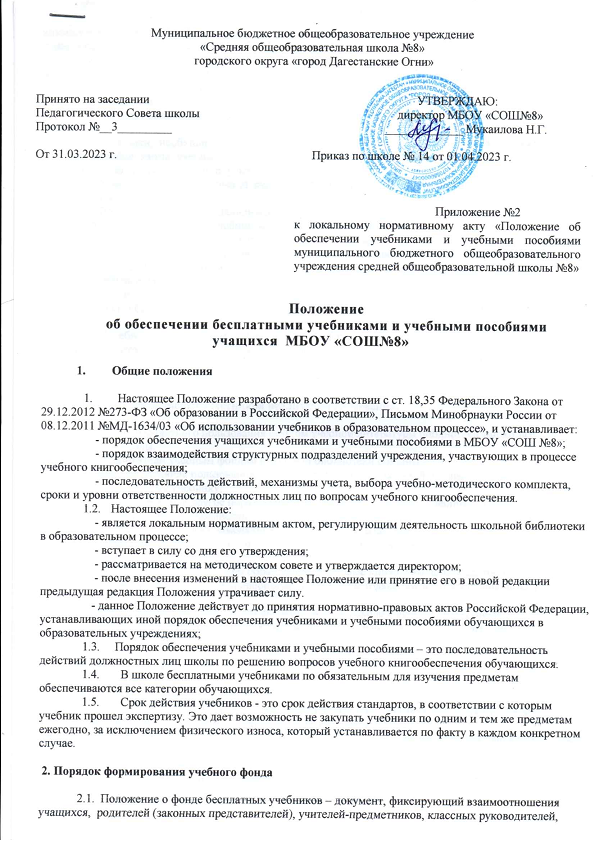 Муниципальное бюджетное общеобразовательное учреждение
«Средняя общеобразовательная школа №8»
городского округа «город Дагестанские Огни»
Принято на заседании
Педагогического Совета школы
Протокол №__3_________
От 31.03.2023 г.
УТВЕРЖДАЮ:
директор МБОУ «СОШ№8»
Мукаилова Н.Г.
Приказ по школе № 14 от 01.04.2023 г.
Приложение №2
к локальному нормативному акту «Положение об
обеспечении учебниками и учебными пособиями
муниципального бюджетного общеобразовательного
учреждения средней общеобразовательной школы №8»
Положение
об обеспечении бесплатными учебниками и учебными пособиями
учащихся МБОУ «СОШ№8»
1. Общие положения
1. Настоящее Положение разработано в соответствии с ст. 18,35 Федерального Закона от
29.12.2012 №273-ФЗ «Об образовании в Российской Федерации», Письмом Минобрнауки России от
08.12.2011 №МД-1634/03 «Об использовании учебников в образовательном процессе», и устанавливает:
- порядок обеспечения учащихся учебниками и учебными пособиями в МБОУ «СОШ №8»;
- порядок взаимодействия структурных подразделений учреждения, участвующих в процессе
учебного книгообеспечения;
- последовательность действий, механизмы учета, выбора учебно-методического комплекта,
сроки и уровни ответственности должностных лиц по вопросам учебного книгообеспечения.
1.2. Настоящее Положение:
- является локальным нормативным актом, регулирующим деятельность школьной библиотеки
в образовательном процессе;
- вступает в силу со дня его утверждения;
- рассматривается на методическом совете и утверждается директором;
- после внесения изменений в настоящее Положение или принятие его в новой редакции
предыдущая редакция Положения утрачивает силу.
- данное Положение действует до принятия нормативно-правовых актов Российской Федерации,
устанавливающих иной порядок обеспечения учебниками и учебными пособиями обучающихся в
образовательных учреждениях;
1.3. Порядок обеспечения учебниками и учебными пособиями – это последовательность
действий должностных лиц школы по решению вопросов учебного книгообеспечения обучающихся.
1.4. В школе бесплатными учебниками по обязательным для изучения предметам
обеспечиваются все категории обучающихся.
1.5. Срок действия учебников - это срок действия стандартов, в соответствии с которым
учебник прошел экспертизу. Это дает возможность не закупать учебники по одним и тем же предметам
ежегодно, за исключением физического износа, который устанавливается по факту в каждом конкретном
случае.
2. Порядок формирования учебного фонда
2.1. Положение о фонде бесплатных учебников – документ, фиксирующий взаимоотношения
учащихся, родителей (законных представителей), учителей-предметников, классных руководителей,